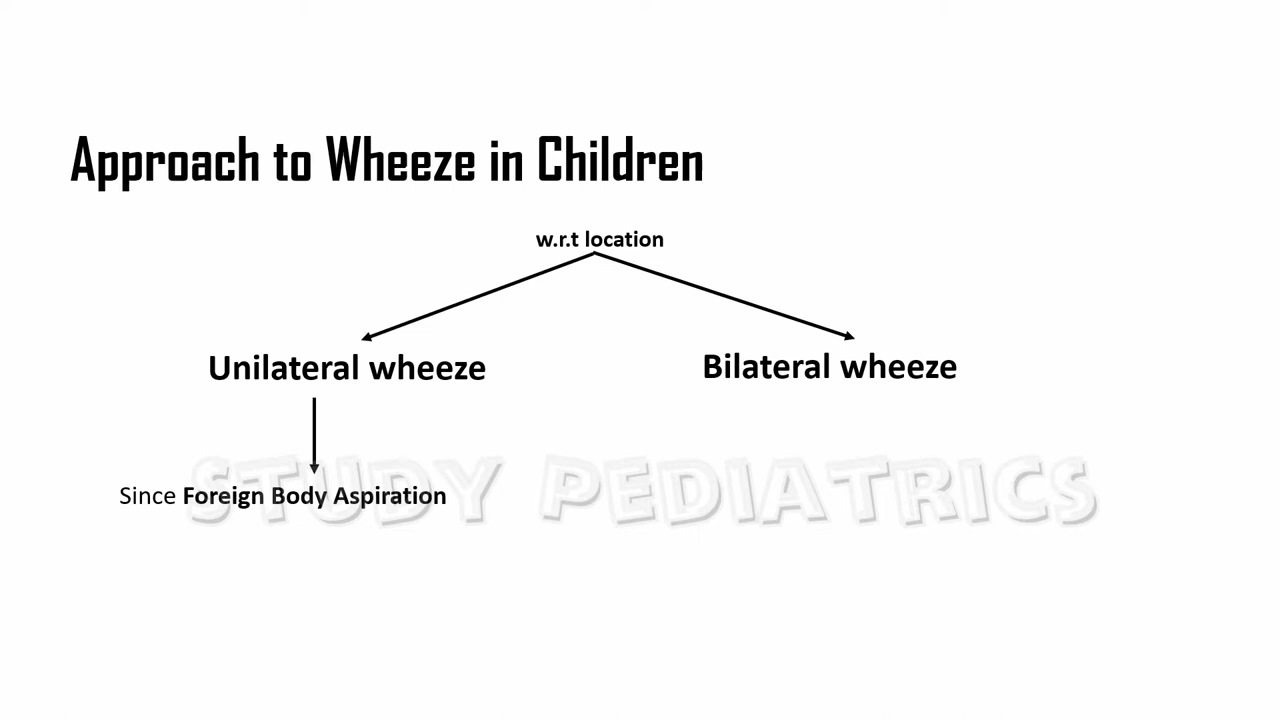 Approach to Wheeze in Children
w.r.t location
Unilateral wheeze
Bilateral wheeze
Since Foreign Body Aspiration
STUDY PEDIATRICS